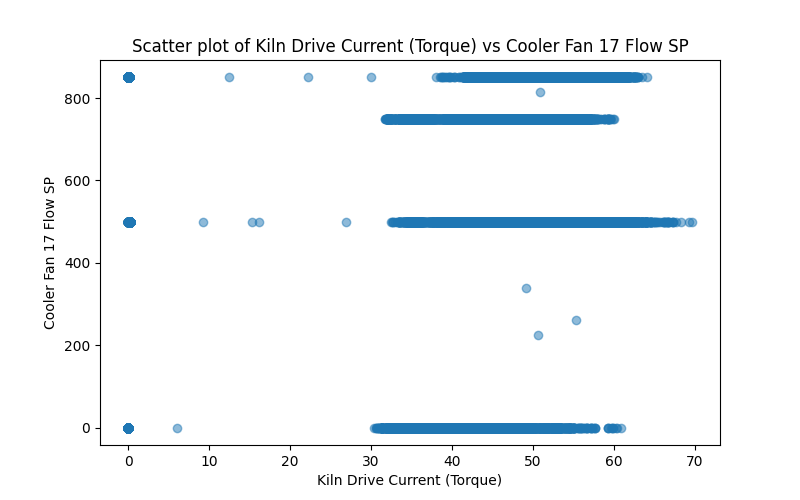 Scatter plot of Kiln Drive Current (Torque) vs Cooler Fan 17 Flow SP
800
600
400
200
0
Cooler Fan 17 Flow SP
0 10 20 30 40 50 60 70
Kiln Drive Current (Torque)